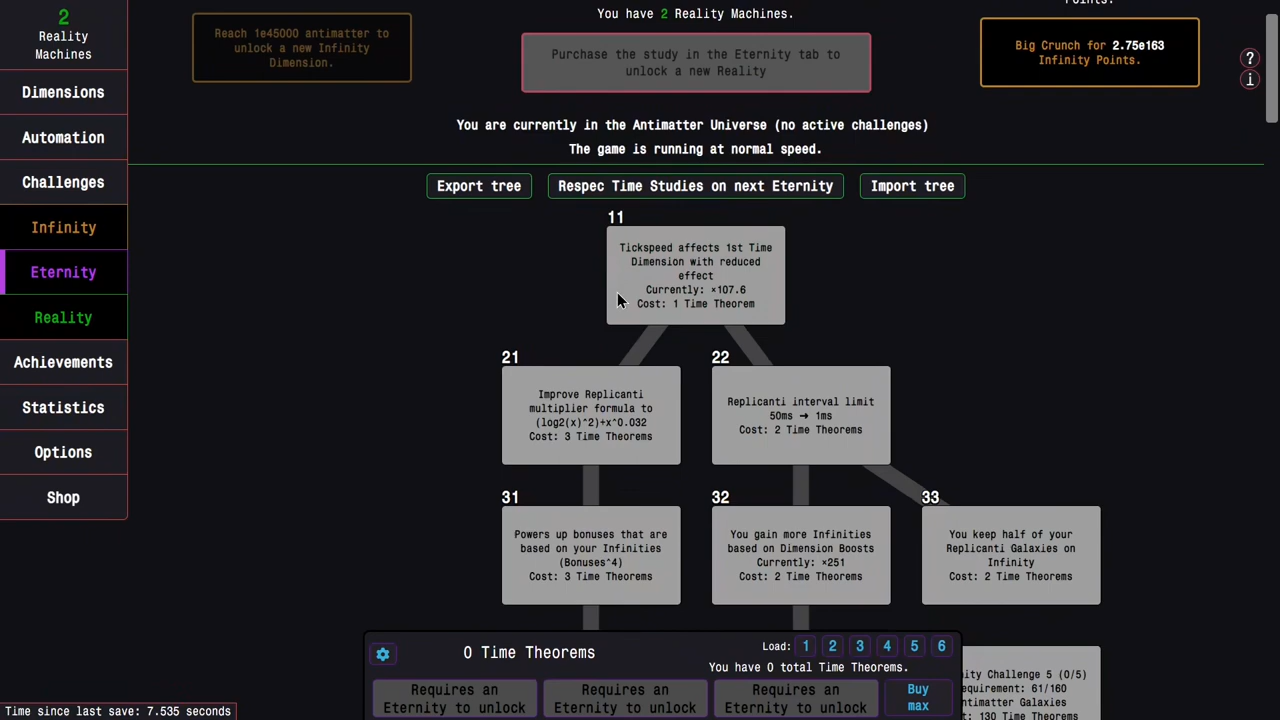 2
Reality
Machines
Dimensions
Automation
Challenges
Infinity
Eternity
Reality
Achievements
Statistics
Options
Shop
Reach 1e45000 antimatter to
unlock a new Infinity
Dimension.
You have 2 Reality Machines.
Purchase the study in the Eternity tab to
unlock a new Reality
Big Crunch for 2.75e163
Infinity Points.
?
i
You are currently in the Antimatter Universe (no active challenges)
The game is running at normal speed.
Export tree
Respec Time Studies on next Eternity
Import tree
11
Tickspeed affects 1st Time
Dimension with reduced
effect
Currently: ×107.6
Cost: 1 Time Theorem
21
Improve Replicanti
multiplier formula to
(log2(x)^2)+x^0.032
Cost: 3 Time Theorems
22
Replicanti interval limit
50ms → 1ms
Cost: 2 Time Theorems
31
Powers up bonuses that are
based on your Infinities
(Bonuses^4)
Cost: 3 Time Theorems
32
You gain more Infinities
based on Dimension Boosts
Currently: ×251
Cost: 2 Time Theorems
33
You keep half of your
Replicanti Galaxies on
Infinity
Cost: 2 Time Theorems
Challenge 5 (0/5)
61/160
Galaxies
130 Time Theorems
0 Time Theorems
Load: 1 2 3 4 5 6
You have 0 total Time Theorems.
Requires an
Eternity to unlock
Requires an
Eternity to unlock
Requires an
Eternity to unlock
Buy
max
Time since last save: 7.535 seconds